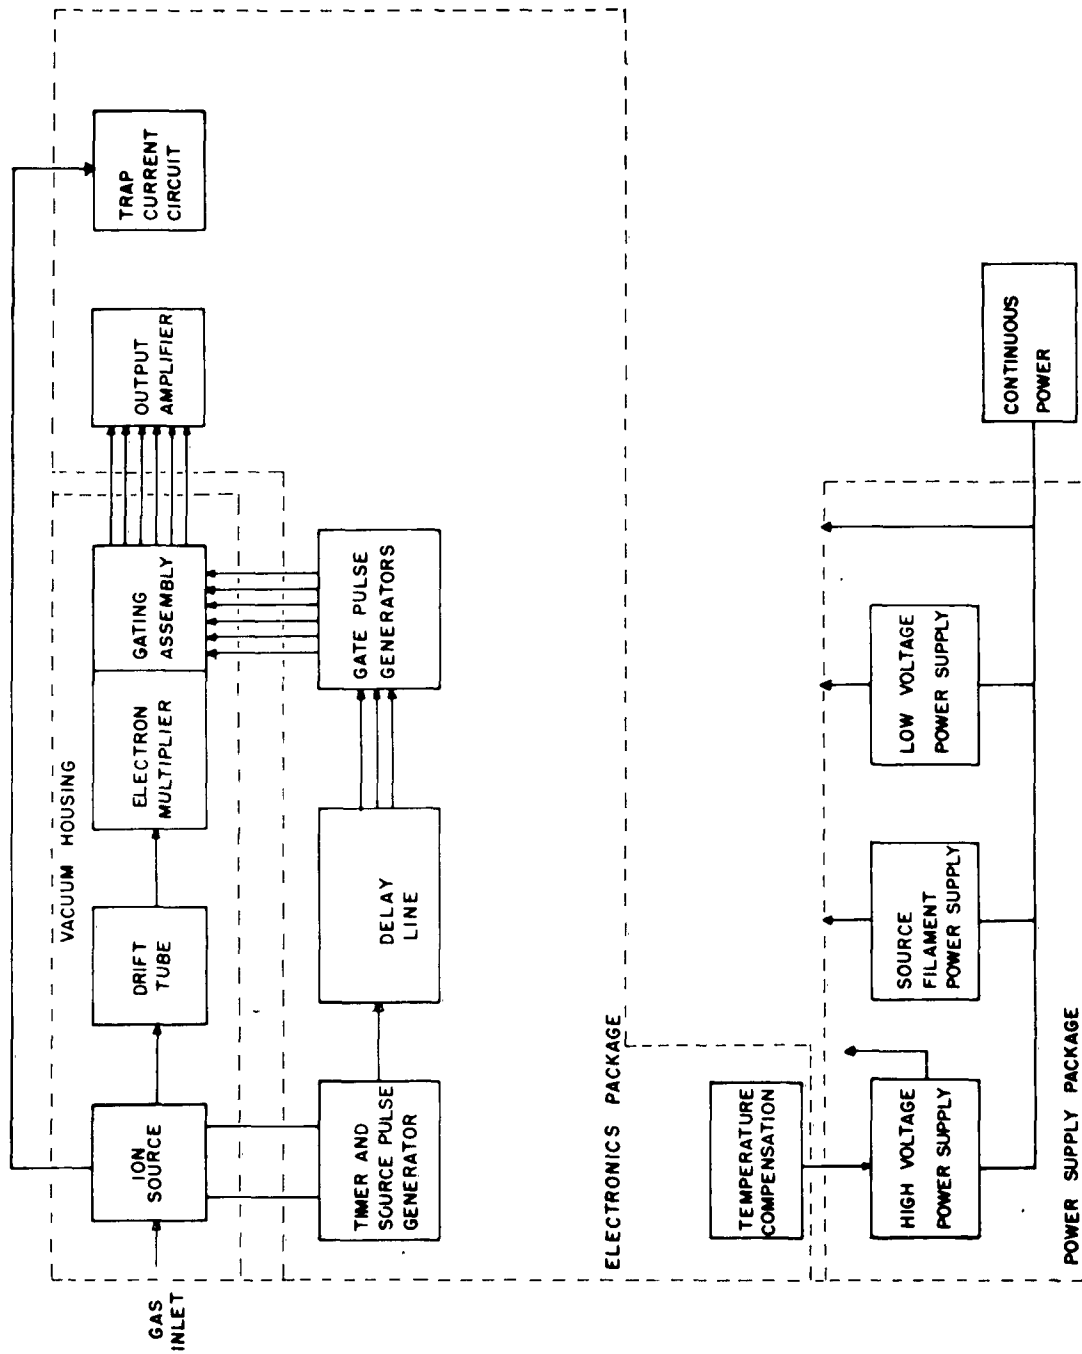 VACUUM HOUSING
GAS
INLET
ION
SOURCE
DRIFT
TUBE
ELECTRON
MULTIPLIER
GATING
ASSEMBLY
OUTPUT
AMPLIFIER
TRAP
CURRENT
CIRCUIT
TIMER AND
SOURCE PULSE
GENERATOR
DELAY
LINE
GATE PULSE
GENERATORS
ELECTRONICS PACKAGE
TEMPERATURE
COMPENSATION
HIGH VOLTAGE
POWER SUPPLY
SOURCE
FILAMENT
POWER SUPPLY
LOW VOLTAGE
POWER SUPPLY
CONTINUOUS
POWER
POWER SUPPLY PACKAGE